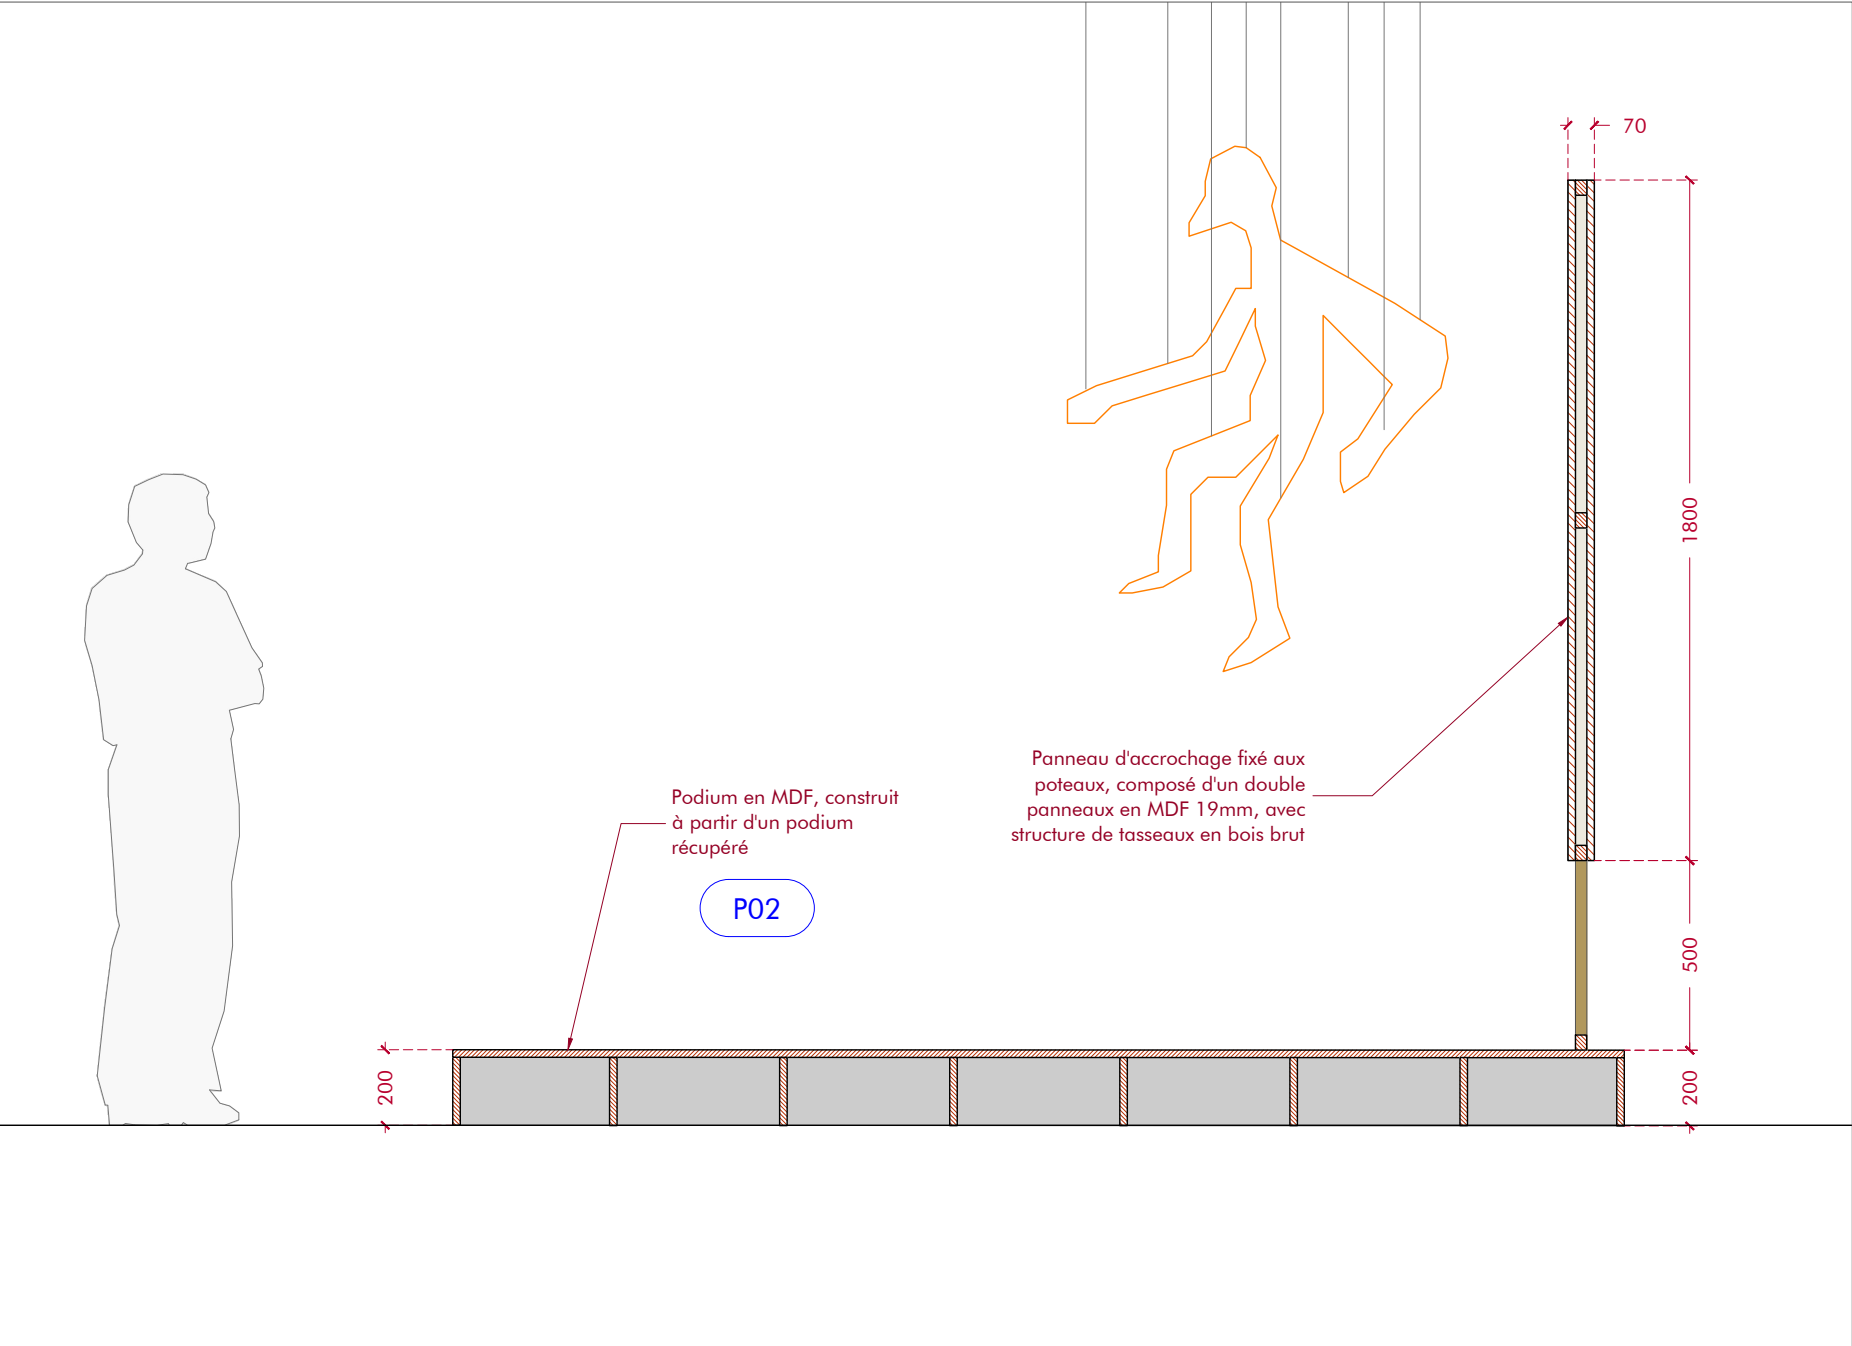 70
1800
Panneau d'accrochage fixé aux
poteaux, composé d'un double
panneaux en MDF 19mm, avec
structure de tasseaux en bois brut
Podium en MDF, construit
à partir d'un podium
récupéré
P02
500
200
200